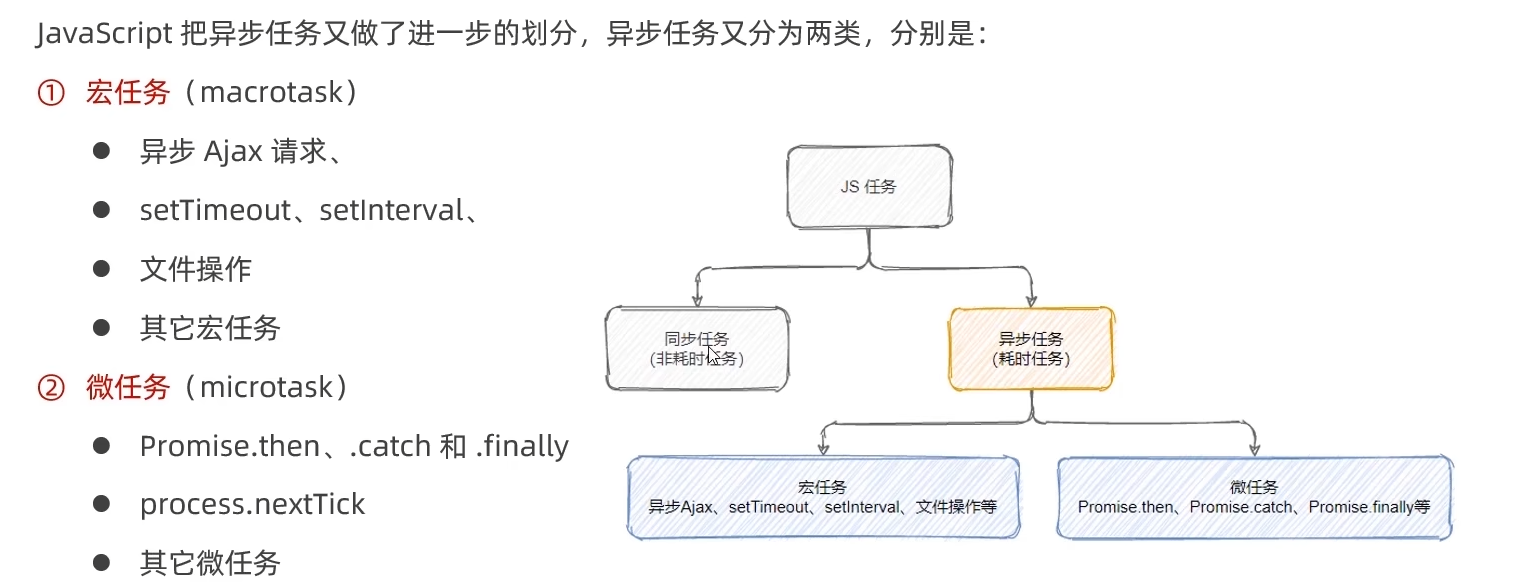 JavaScript 把异步任务又做了进一步的划分，异步任务又分为两类，分别是：
① 宏任务（macrotask）
● 异步 Ajax 请求、
● setTimeout、setInterval、
● 文件操作
● 其它宏任务
② 微任务（microtask）
● Promise.then、.catch 和 .finally
● process.nextTick
● 其它微任务
JS 任务
同步任务
(非耗时任务)
异步任务
(耗时任务)
宏任务
异步Ajax、setTimeout、setInterval、文件操作等
微任务
Promise.then、Promise.catch、Promise.finally等